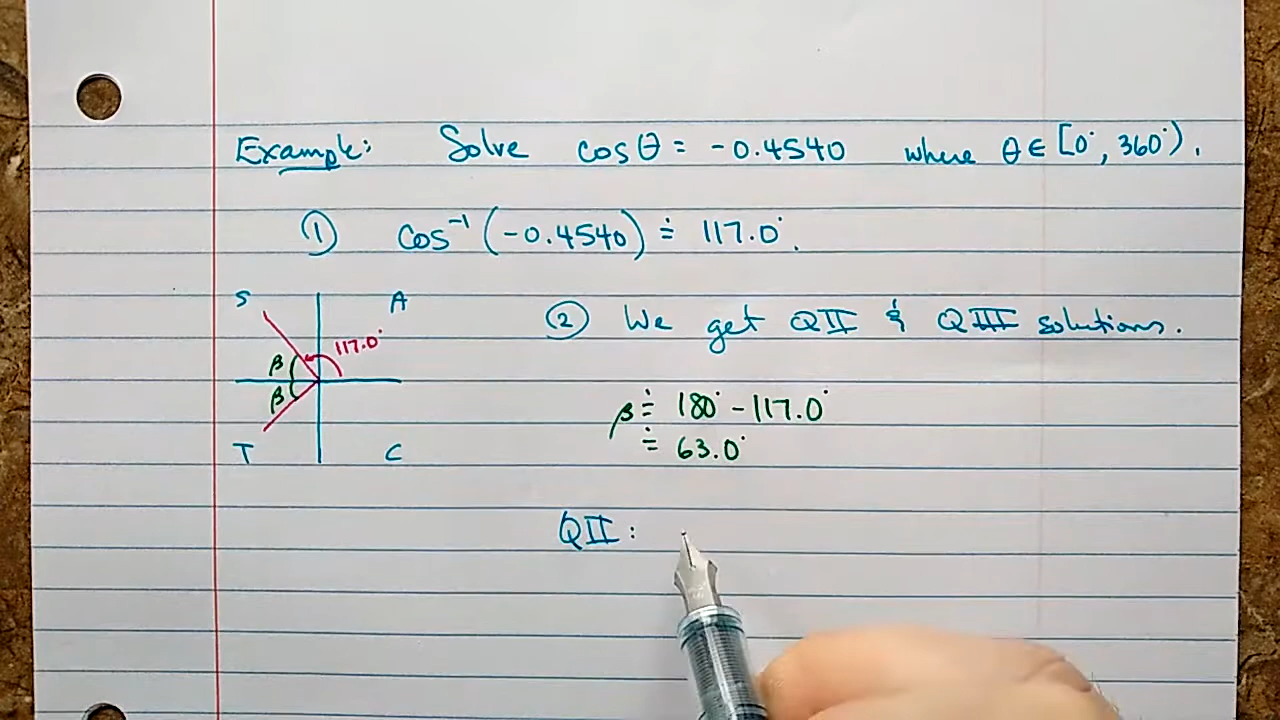 Example: Solve cosθ = -0.4540 where θ∈[0°, 360°).
① cos⁻¹(-0.4540) ≐ 117.0°.
S A
② We get QII & QIII solutions.
117.0°
β
β
T C
β ≐ 180° - 117.0°
≐ 63.0°
QII: